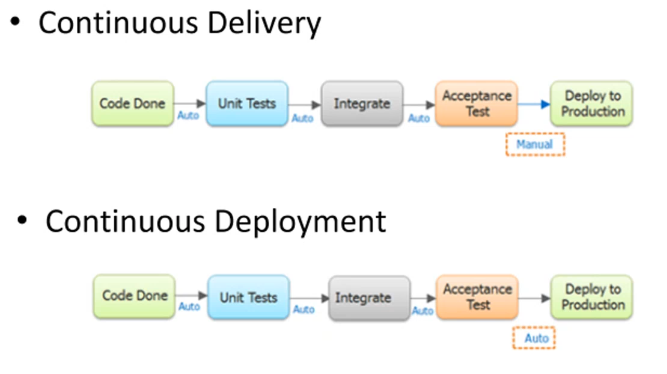 • Continuous Delivery
Code Done
Auto
Unit Tests
Auto
Integrate
Auto
Acceptance
Test
Manual
Deploy to
Production
• Continuous Deployment
Code Done
Auto
Unit Tests
Auto
Integrate
Auto
Acceptance
Test
Auto
Deploy to
Production